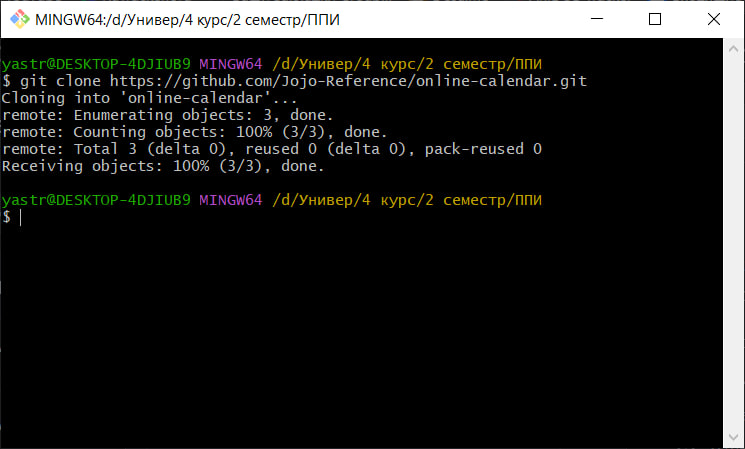 MINGW64:/d/Универ/4 курс/2 семестр/ППИ
yastr@DESKTOP-4DJIUB9 MINGW64 /d/Универ/4 курс/2 семестр/ППИ
$ git clone https://github.com/Jojo-Reference/online-calendar.git
Cloning into 'online-calendar'...
remote: Enumerating objects: 3, done.
remote: Counting objects: 100% (3/3), done.
remote: Total 3 (delta 0), reused 0 (delta 0), pack-reused 0
Receiving objects: 100% (3/3), done.
yastr@DESKTOP-4DJIUB9 MINGW64 /d/Универ/4 курс/2 семестр/ППИ
$